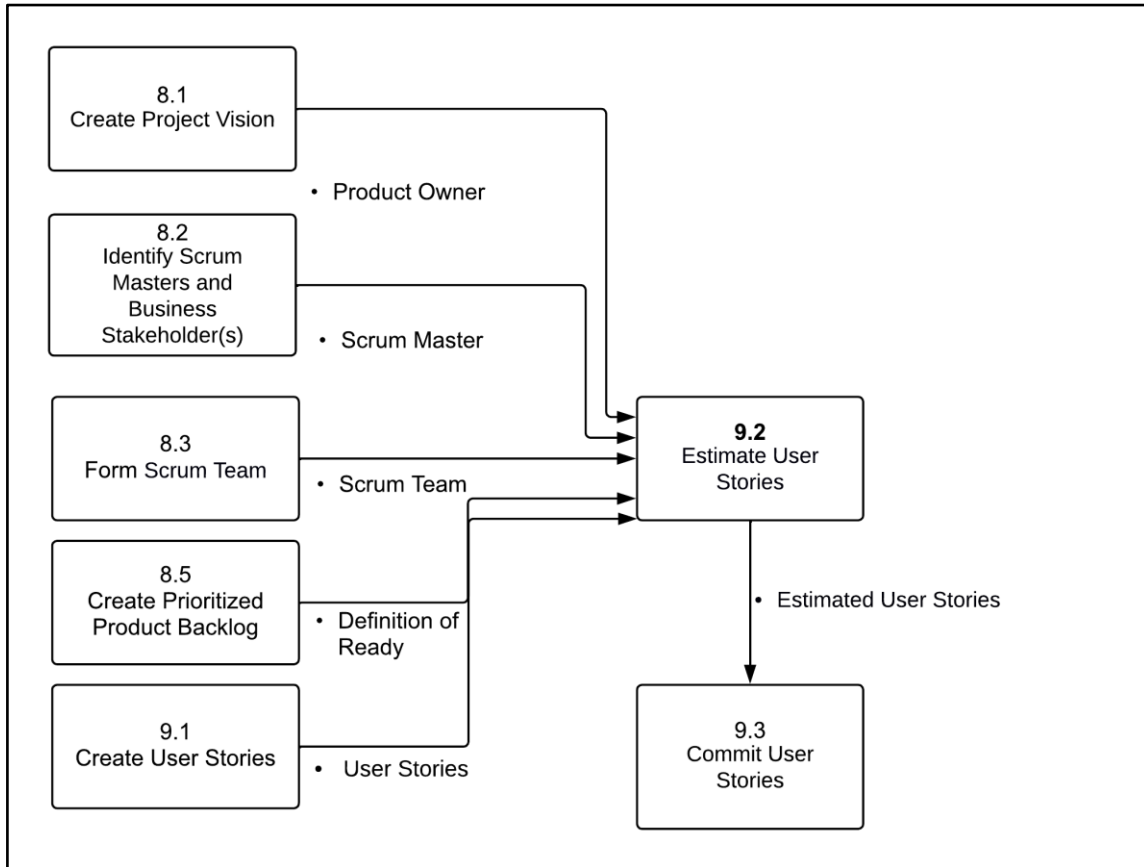 8.1
Create Project Vision
• Product Owner
8.2
Identify Scrum
Masters and
Business
Stakeholder(s)
• Scrum Master
8.3
Form Scrum Team
• Scrum Team
8.5
Create Prioritized
Product Backlog
• Definition of
Ready
9.1
Create User Stories
• User Stories
9.2
Estimate User
Stories
• Estimated User Stories
9.3
Commit User
Stories